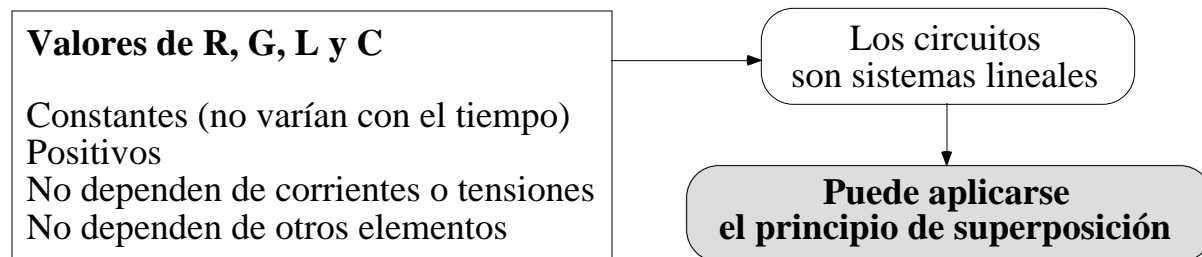 Valores de R, G, L y C
Constantes (no varían con el tiempo)
Positivos
No dependen de corrientes o tensiones
No dependen de otros elementos
Los circuitos
son sistemas lineales
Puede aplicarse
el principio de superposición